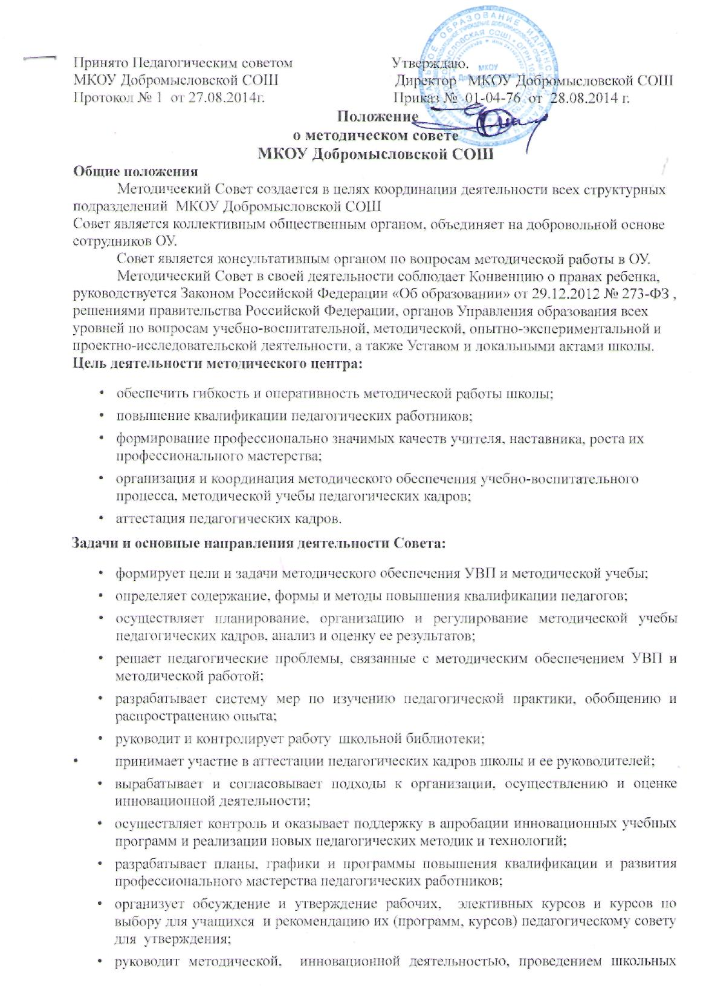 Принято Педагогическим советом Утверждаю.
МКОУ Добромысловской СОШ Директор МКОУ Добромысловской СОШ
Протокол № 1 от 27.08.2014г. Приказ № 01-04-76 от 28.08.2014 г.
Положение
о методическом совете
МКОУ Добромысловской СОШ
Общие положения
Методический Совет создается в целях координации деятельности всех структурных
подразделений МКОУ Добромысловской СОШ
Совет является коллективным общественным органом, объединяет на добровольной основе
сотрудников ОУ.
Совет является консультативным органом по вопросам методической работы в ОУ.
Методический Совет в своей деятельности соблюдает Конвенцию о правах ребенка,
руководствуется Законом Российской Федерации «Об образовании» от 29.12.2012 № 273-ФЗ ,
решениями правительства Российской Федерации, органов Управления образования всех
уровней по вопросам учебно-воспитательной, методической, опытно-экспериментальной и
проектно-исследовательской деятельности, а также Уставом и локальными актами школы.
Цель деятельности методического центра:
• обеспечить гибкость и оперативность методической работы школы;
• повышение квалификации педагогических работников;
• формирование профессионально значимых качеств учителя, наставника, роста их
профессионального мастерства;
• организация и координация методического обеспечения учебно-воспитательного
процесса, методической учебы педагогических кадров;
• аттестация педагогических кадров.
Задачи и основные направления деятельности Совета:
• формирует цели и задачи методического обеспечения УВП и методической учебы;
• определяет содержание, формы и методы повышения квалификации педагогов;
• осуществляет планирование, организацию и регулирование методической учебы
педагогических кадров, анализ и оценку ее результатов;
• решает педагогические проблемы, связанные с методическим обеспечением УВП и
методической работой;
• разрабатывает систему мер по изучению педагогической практики, обобщению и
распространению опыта;
• руководит и контролирует работу школьной библиотеки;
• принимает участие в аттестации педагогических кадров школы и ее руководителей;
• вырабатывает и согласовывает подходы к организации, осуществлению и оценке
инновационной деятельности;
• осуществляет контроль и оказывает поддержку в апробации инновационных учебных
программ и реализации новых педагогических методик и технологий;
• разрабатывает планы, графики и программы повышения квалификации и развития
профессионального мастерства педагогических работников;
• организует обсуждение и утверждение рабочих, элективных курсов и курсов по
выбору для учащихся и рекомендацию их (программ, курсов) педагогическому совету
для утверждения;
• руководит методической, инновационной деятельностью, проведением школьных